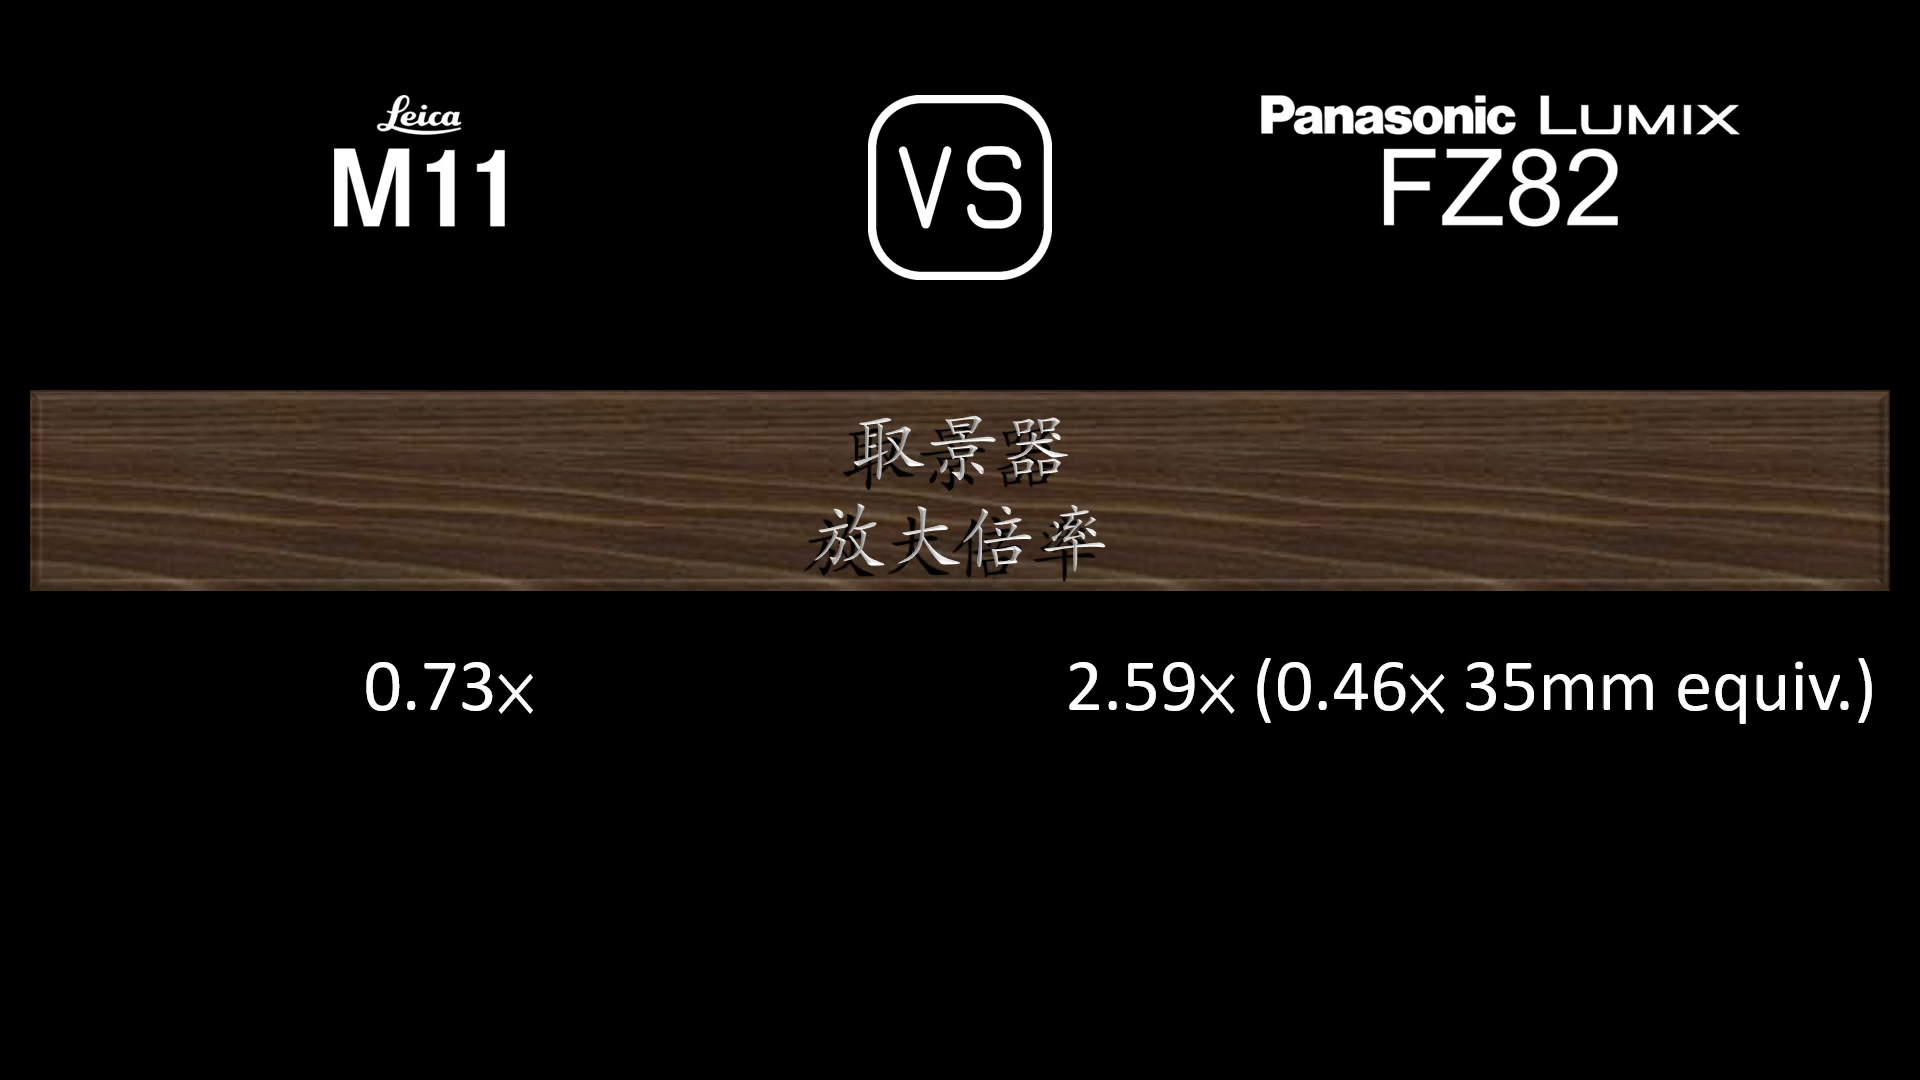 Leica
M11
VS
Panasonic LUMIX
FZ82
取景器
放大倍率
0.73x
2.59x (0.46x 35mm equiv.)